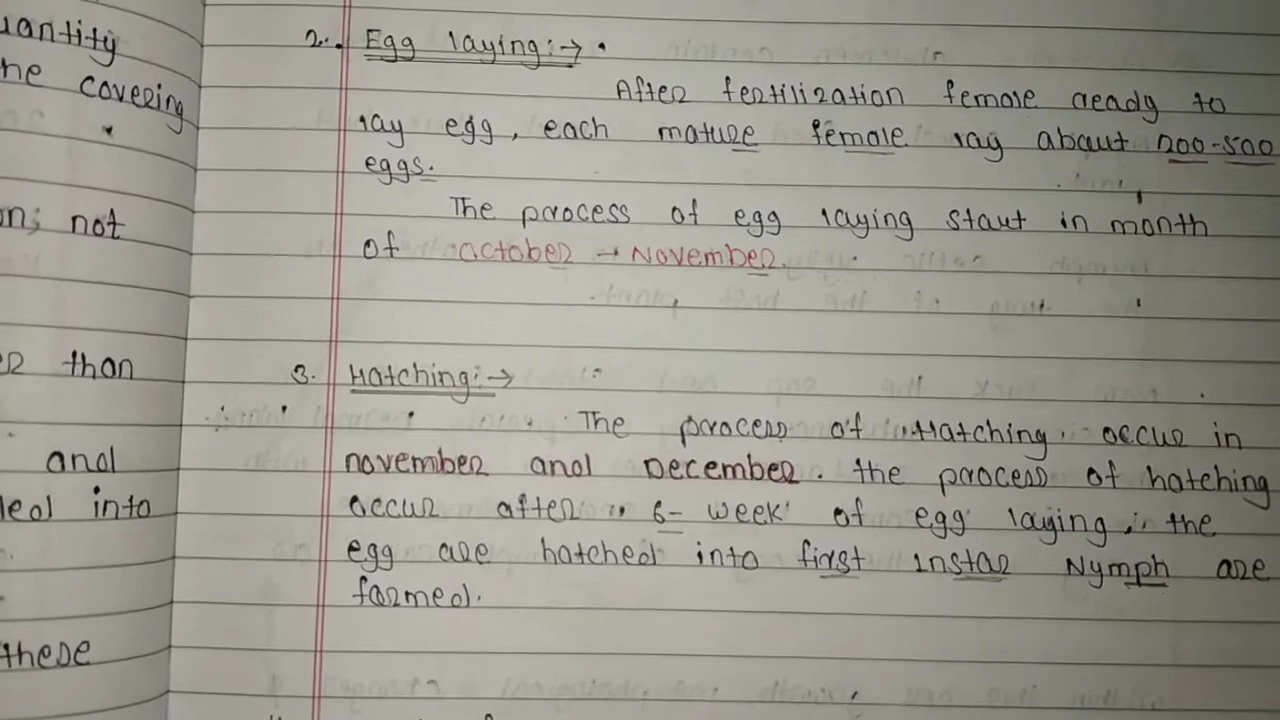 uantity
he covering
n; not
than
and
ded into
these
2. Egg laying:→
After fertilization female ready to
lay egg, each mature female lay about 200-500
eggs.
The process of egg laying start in month
of October → November.
3. Hatching:→
The process of Hatching occur in
november and December. the process of hatching
occur after 6- week of egg laying, the
egg are hatched into first instar Nymph are
formed.